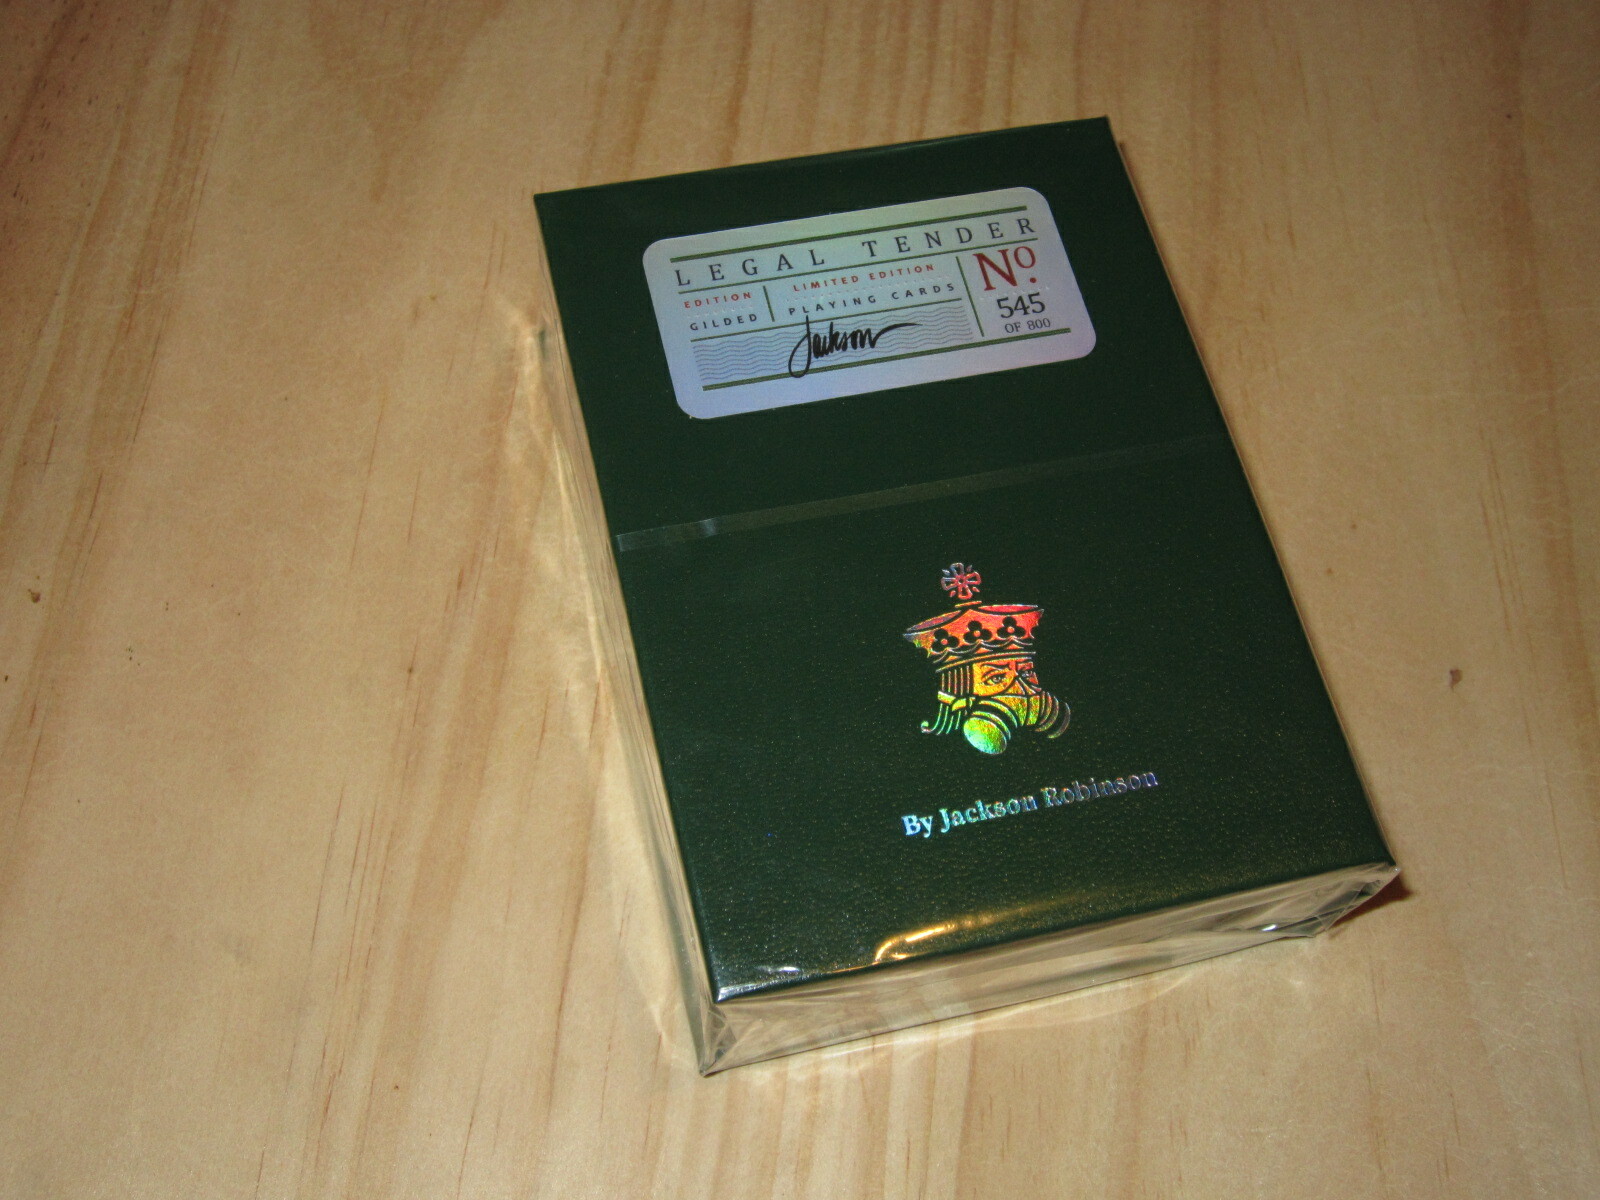 LEGAL TENDER
EDITION
GILDED
LIMITED EDITION
PLAYING CARDS
Jackson
No.
545
OF 800
By Jackson Robinson